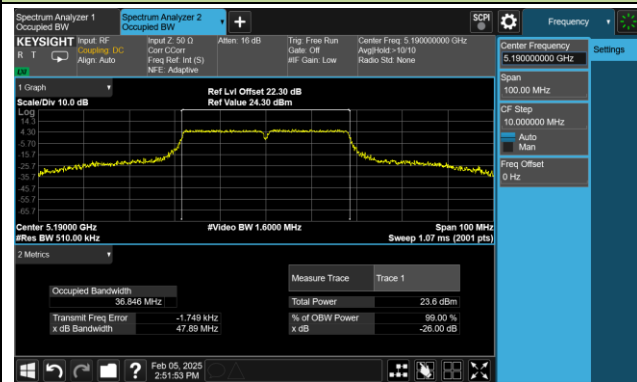 Spectrum Analyzer 1
Occupied BW
Spectrum Analyzer 2
Occupied BW
+
SCPI
Frequency
KEYSIGHT
R T
LW
Input: RF
Coupling: DC
Align: Auto
Input Z: 50 Ω
Corr CCorr
Freq Ref: Int (S)
NFE: Adaptive
Atten: 16 dB
Trig: Free Run
Gate: Off
#IF Gain: Low
Center Freq: 5.190000000 GHz
Avg|Hold:>10/10
Radio Std: None
Center Frequency
5.190000000 GHz
Settings
Span
100.00 MHz
CF Step
10.000000 MHz
Auto
Man
Freq Offset
0 Hz
1 Graph
Scale/Div 10.0 dB
Ref Lvl Offset 22.30 dB
Ref Value 24.30 dBm
Log
14.3
4.30
-5.70
-15.7
-25.7
-35.7
-45.7
-55.7
-65.7
Center 5.19000 GHz
#Res BW 510.00 kHz
#Video BW 1.6000 MHz
Span 100 MHz
Sweep 1.07 ms (2001 pts)
2 Metrics
Measure Trace Trace 1
Occupied Bandwidth
36.846 MHz
Total Power 23.6 dBm
Transmit Freq Error -1.749 kHz
% of OBW Power 99.00 %
x dB Bandwidth 47.89 MHz
x dB -26.00 dB
?
Feb 05, 2025
2:51:53 PM